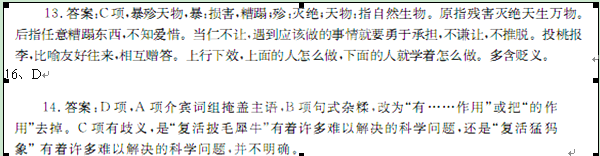 13. 答案:C项,暴殄天物,暴:损害,糟蹋;殄:灭绝;天物:指自然生物。原指残害灭绝天生万物。
后指任意糟蹋东西,不知爱惜。当仁不让,遇到应该做的事情就要勇于承担,不谦让,不推脱。投桃报
李,比喻友好往来,相互赠答。上行下效,上面的人怎么做,下面的人就学着怎么做。多含贬义。
16、D
14. 答案:D项,A项介宾词组掩盖主语,B项句式杂糅,改为“有……作用”或把“的作
用”去掉。C项有歧义,是“复活披毛犀牛”有着许多难以解决的科学问题,还是“复活猛犸
象”有着许多难以解决的科学问题,并不明确。